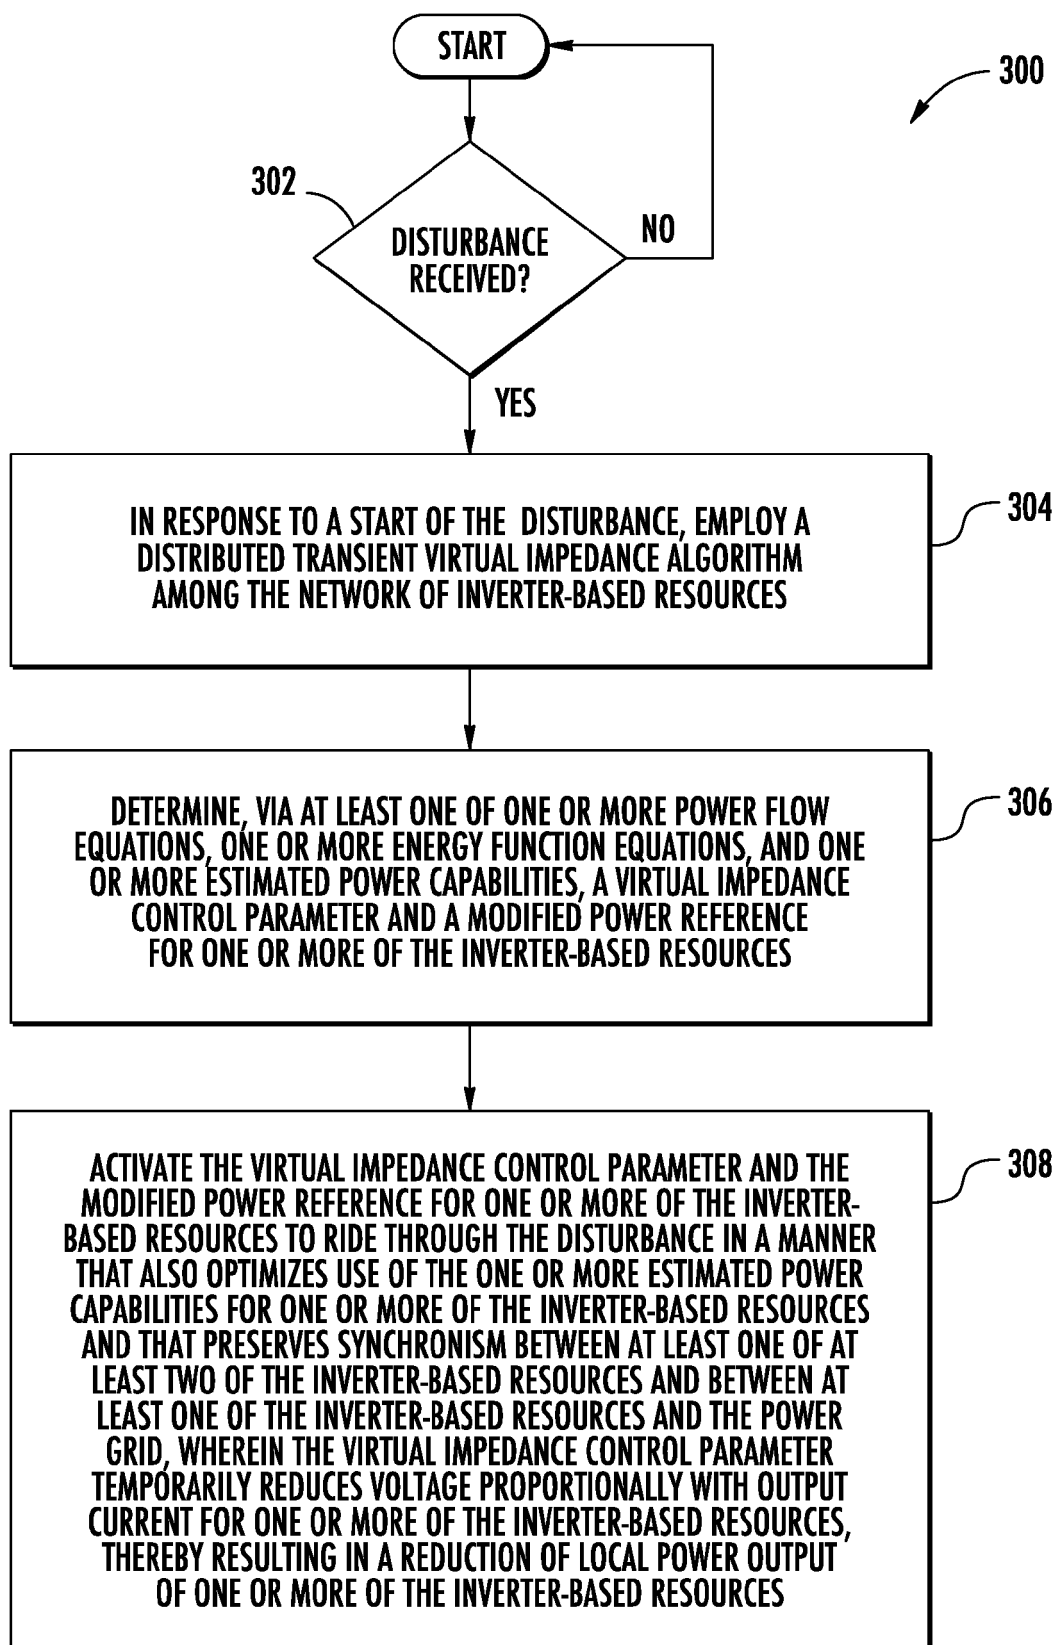 START
300
302
DISTURBANCE
RECEIVED?
NO
YES
IN RESPONSE TO A START OF THE DISTURBANCE, EMPLOY A
DISTRIBUTED TRANSIENT VIRTUAL IMPEDANCE ALGORITHM
AMONG THE NETWORK OF INVERTER-BASED RESOURCES
304
DETERMINE, VIA AT LEAST ONE OF ONE OR MORE POWER FLOW
EQUATIONS, ONE OR MORE ENERGY FUNCTION EQUATIONS, AND ONE
OR MORE ESTIMATED POWER CAPABILITIES, A VIRTUAL IMPEDANCE
CONTROL PARAMETER AND A MODIFIED POWER REFERENCE
FOR ONE OR MORE OF THE INVERTER-BASED RESOURCES
306
ACTIVATE THE VIRTUAL IMPEDANCE CONTROL PARAMETER AND THE
MODIFIED POWER REFERENCE FOR ONE OR MORE OF THE INVERTER-
BASED RESOURCES TO RIDE THROUGH THE DISTURBANCE IN A MANNER
THAT ALSO OPTIMIZES USE OF THE ONE OR MORE ESTIMATED POWER
CAPABILITIES FOR ONE OR MORE OF THE INVERTER-BASED RESOURCES
AND THAT PRESERVES SYNCHRONISM BETWEEN AT LEAST ONE OF AT
LEAST TWO OF THE INVERTER-BASED RESOURCES AND BETWEEN AT
LEAST ONE OF THE INVERTER-BASED RESOURCES AND THE POWER
GRID, WHEREIN THE VIRTUAL IMPEDANCE CONTROL PARAMETER
TEMPORARILY REDUCES VOLTAGE PROPORTIONALLY WITH OUTPUT
CURRENT FOR ONE OR MORE OF THE INVERTER-BASED RESOURCES,
THEREBY RESULTING IN A REDUCTION OF LOCAL POWER OUTPUT
OF ONE OR MORE OF THE INVERTER-BASED RESOURCES
308